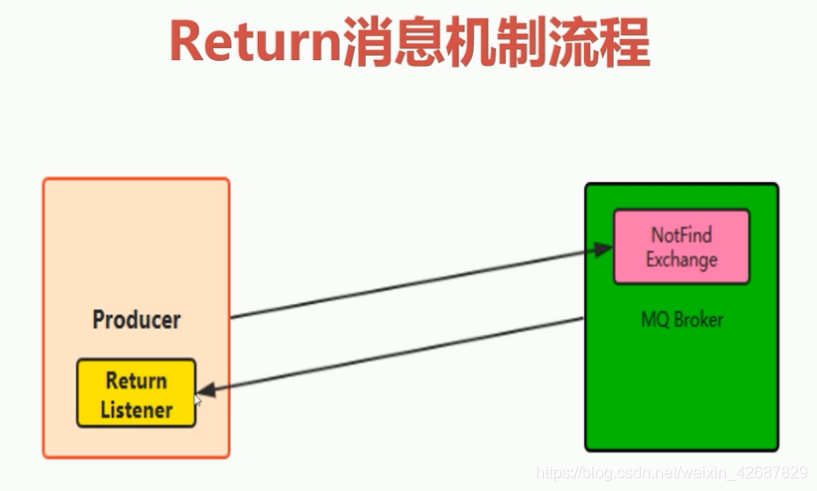 Return消息机制流程
NotFind
Exchange
Producer
MQ Broker
Return
Listener
https://blog.csdn.net/weixin_42687829